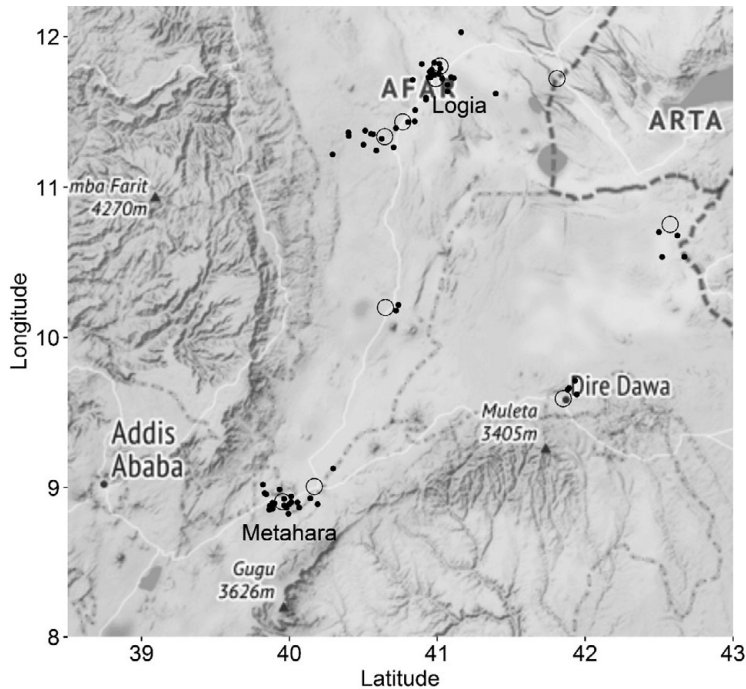 12
AFAR
Logia
ARTA
11
mba Farit
4270m
Longitude
10
Dire Dawa
Muleta
3405m
Addis
Ababa
9
Metahara
Gugu
3626m
8
39
40
41
42
43
Latitude